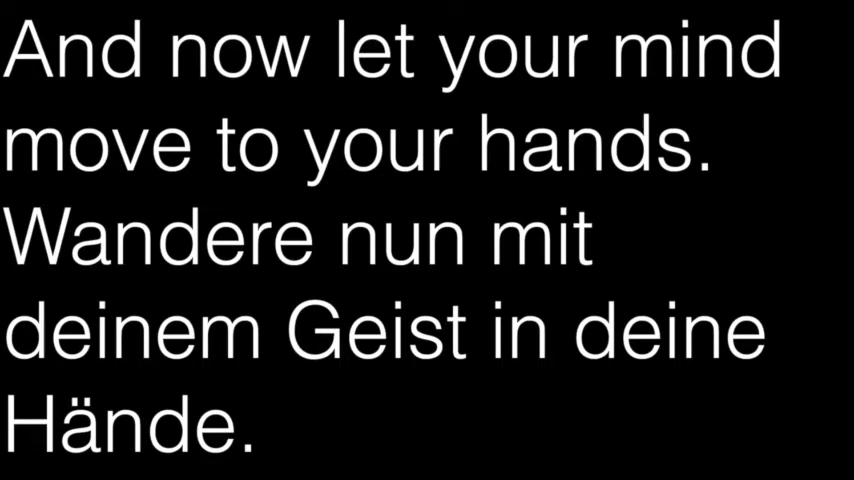 And now let your mind
move to your hands.
Wandere nun mit
deinem Geist in deine
Hände.